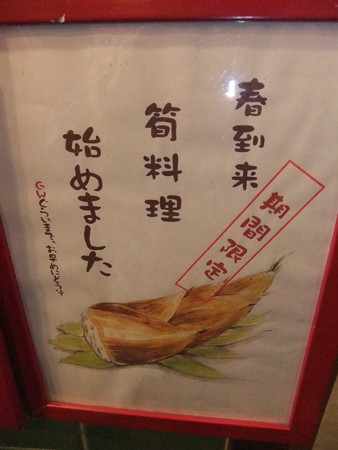 春到来
期間限定
筍料理
始めました